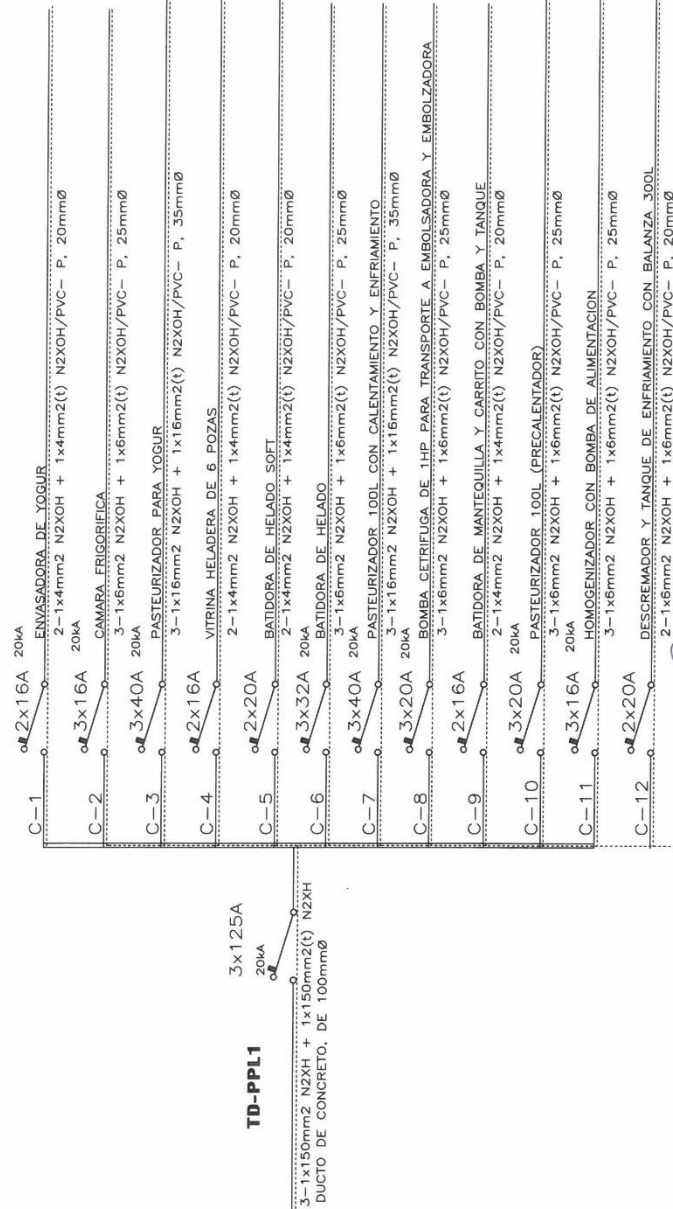 TD-PPL1
3x125A
20kA
3-1x150mm2 N2XH + 1x150mm2(t) N2XH
DUCTO DE CONCRETO, DE 100mmØ
C-1
2x16A 20kA
ENVASADORA DE YOGUR
2-1x4mm2 N2XOH + 1x4mm2(t) N2XOH/PVC- P, 20mmØ
C-2
3x16A 20kA
CAMARA FRIGORIFICA
3-1x6mm2 N2XOH + 1x6mm2(t) N2XOH/PVC- P, 25mmØ
C-3
3x40A 20kA
PASTEURIZADOR PARA YOGUR
3-1x16mm2 N2XOH + 1x16mm2(t) N2XOH/PVC- P, 35mmØ
C-4
2x16A
VITRINA HELADERA DE 6 POZAS
2-1x4mm2 N2XOH + 1x4mm2(t) N2XOH/PVC- P, 20mmØ
C-5
2x20A
BATIDORA DE HELADO SOFT
2-1x4mm2 N2XOH + 1x4mm2(t) N2XOH/PVC- P, 20mmØ
C-6
3x32A 20kA
BATIDORA DE HELADO
3-1x6mm2 N2XOH + 1x6mm2(t) N2XOH/PVC- P, 25mmØ
C-7
3x40A 20kA
PASTEURIZADOR 100L CON CALENTAMIENTO Y ENFRIAMIENTO
3-1x16mm2 N2XOH + 1x16mm2(t) N2XOH/PVC- P, 35mmØ
C-8
3x20A 20kA
BOMBA CETRIFUGA DE 1HP PARA TRANSPORTE A EMBOLSADORA Y EMBOLZADORA
3-1x6mm2 N2XOH + 1x6mm2(t) N2XOH/PVC- P, 25mmØ
C-9
2x16A
BATIDORA DE MANTEQUILLA Y CARRITO CON BOMBA Y TANQUE
2-1x4mm2 N2XOH + 1x4mm2(t) N2XOH/PVC- P, 20mmØ
C-10
3x20A 20kA
PASTEURIZADOR 100L (PRECALENTADOR)
3-1x6mm2 N2XOH + 1x6mm2(t) N2XOH/PVC- P, 25mmØ
C-11
3x16A 20kA
HOMOGENIZADOR CON BOMBA DE ALIMENTACION
3-1x6mm2 N2XOH + 1x6mm2(t) N2XOH/PVC- P, 25mmØ
C-12
2x20A
DESCREMADOR Y TANQUE DE ENFRIAMIENTO CON BALANZA 300L
2-1x6mm2 N2XOH + 1x6mm2(t) N2XOH/PVC- P, 20mmØ